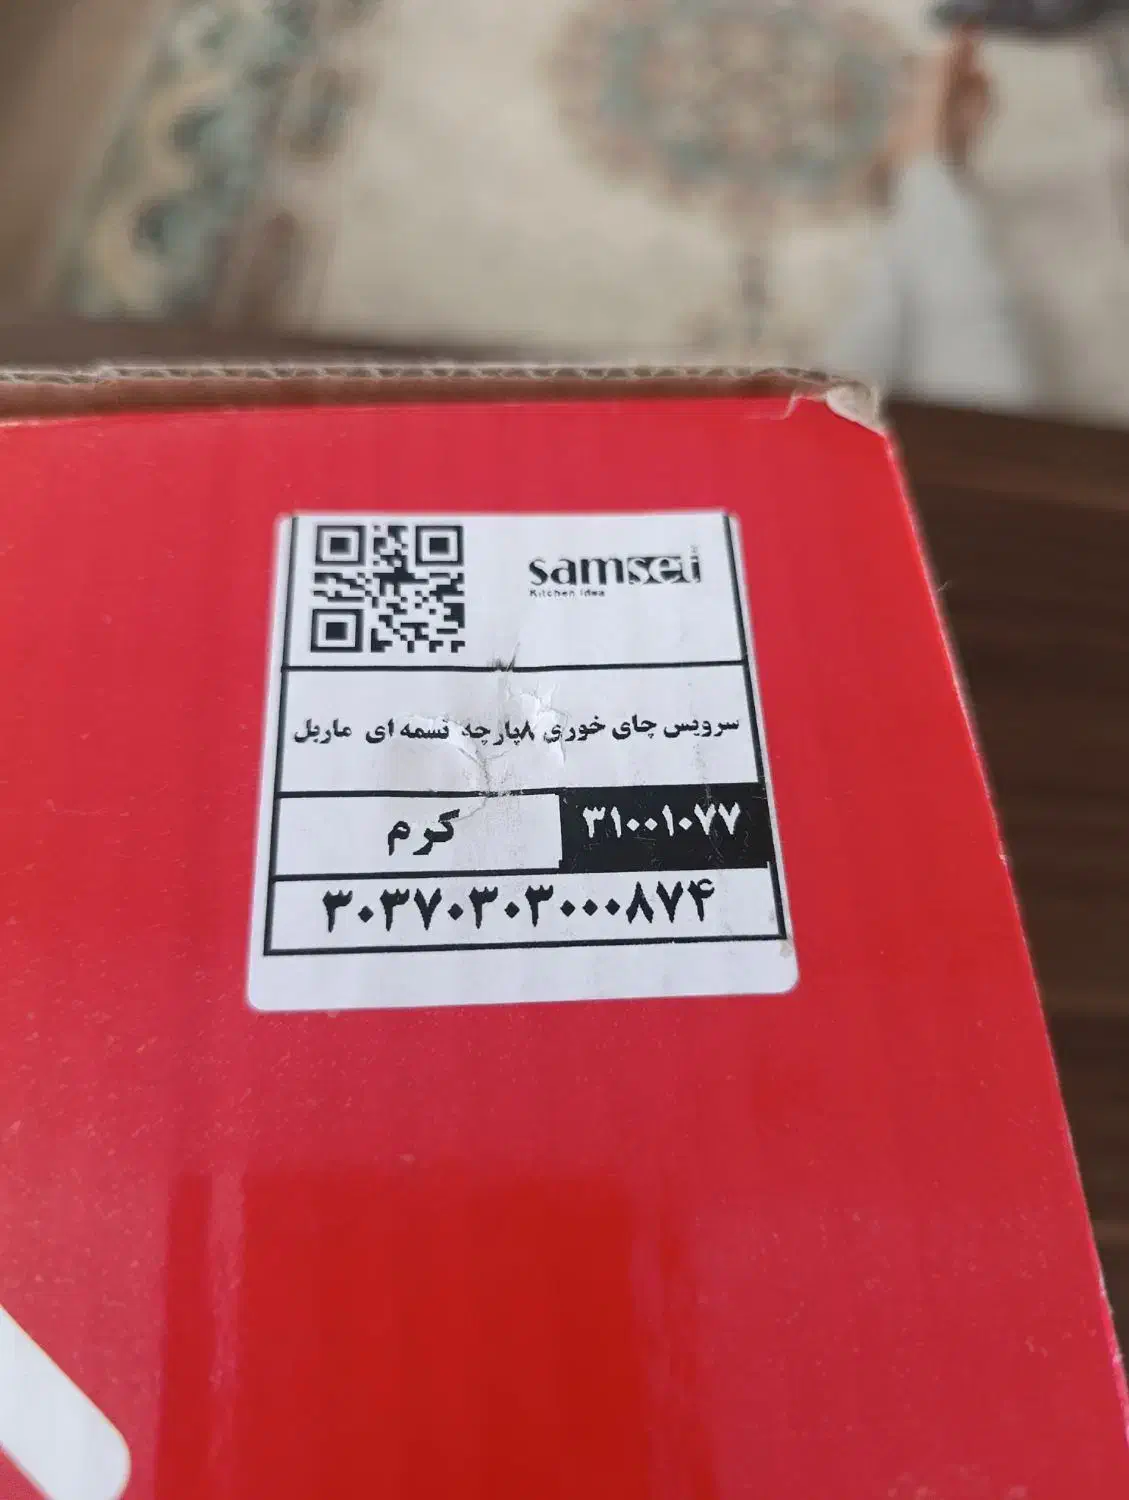 samset
Kitchen Idea
سرویس چای خوری ۸پارچه تسمه ای ماربل
۳۱۰۰۱۰۷۷
کرم
۳۰۳۷۰۳۰۳۰۰۰۸۷۴